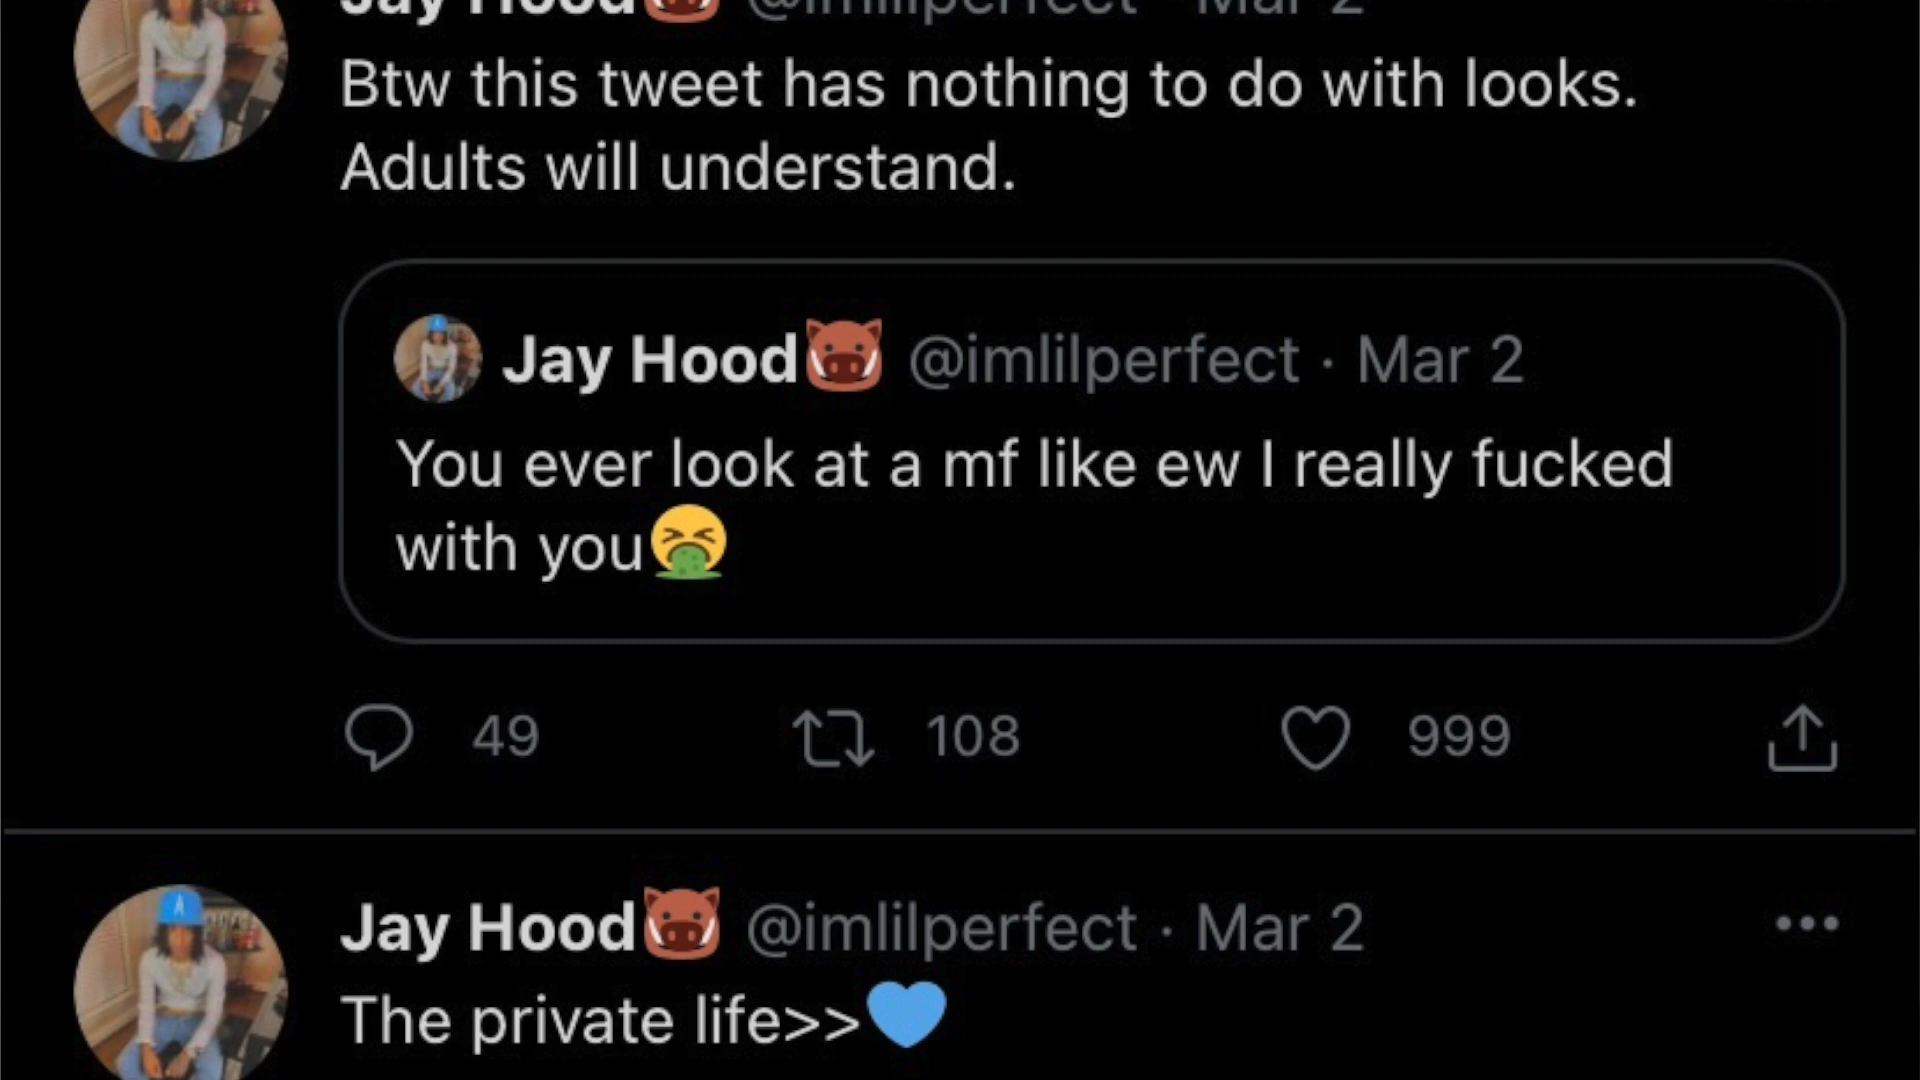 Jay Hood🐗 @imlilperfect · Mar 2
Btw this tweet has nothing to do with looks.
Adults will understand.
Jay Hood🐗 @imlilperfect · Mar 2
You ever look at a mf like ew I really fucked
with you🤮
49 108 999
Jay Hood🐗 @imlilperfect · Mar 2
The private life>>💙